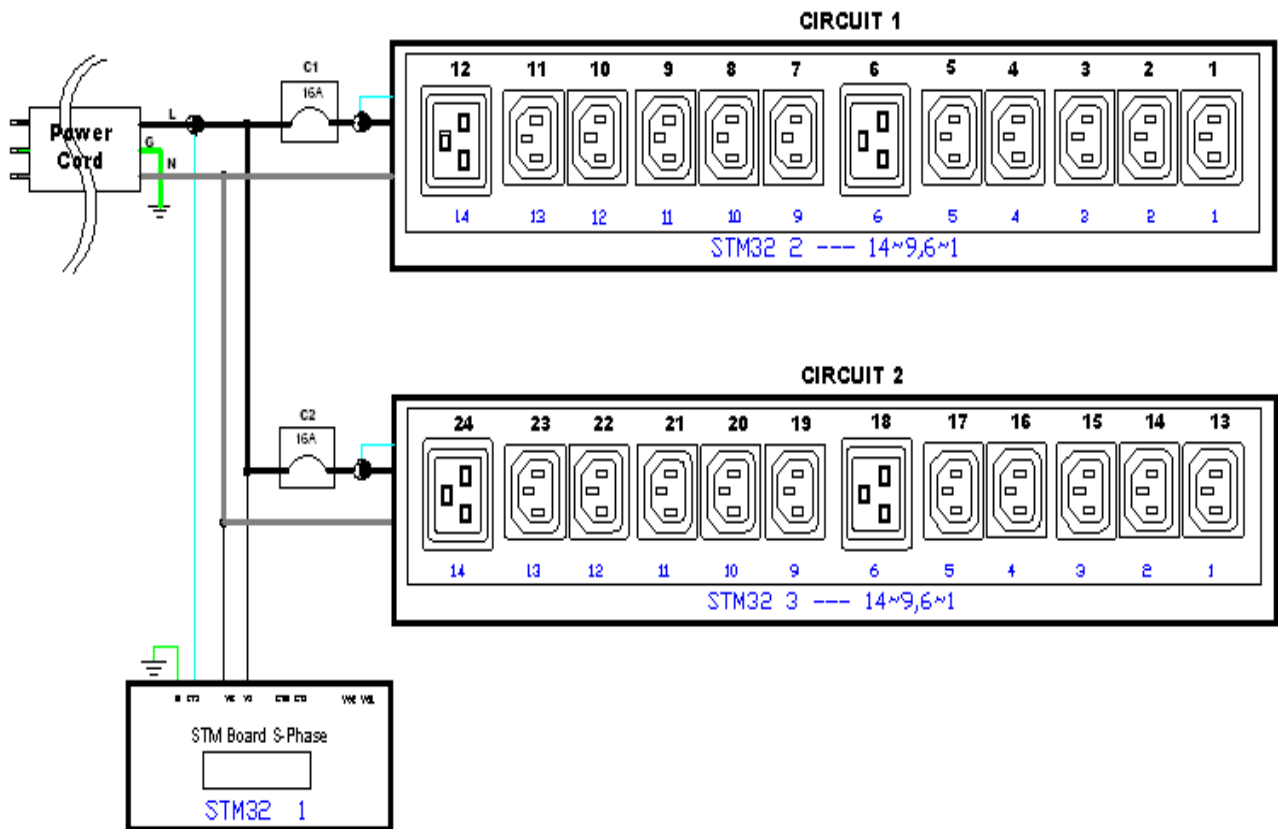 CIRCUIT 1
C1
16A
12 11 10 9 8 7 6 5 4 3 2 1
L
Power
Cord
G
N
14 13 12 11 10 9 6 5 4 3 2 1
STM32 2 --- 14~9,6~1
CIRCUIT 2
C2
16A
24 23 22 21 20 19 18 17 16 15 14 13
14 13 12 11 10 9 6 5 4 3 2 1
STM32 3 --- 14~9,6~1
STM Board S-Phase
STM32 1